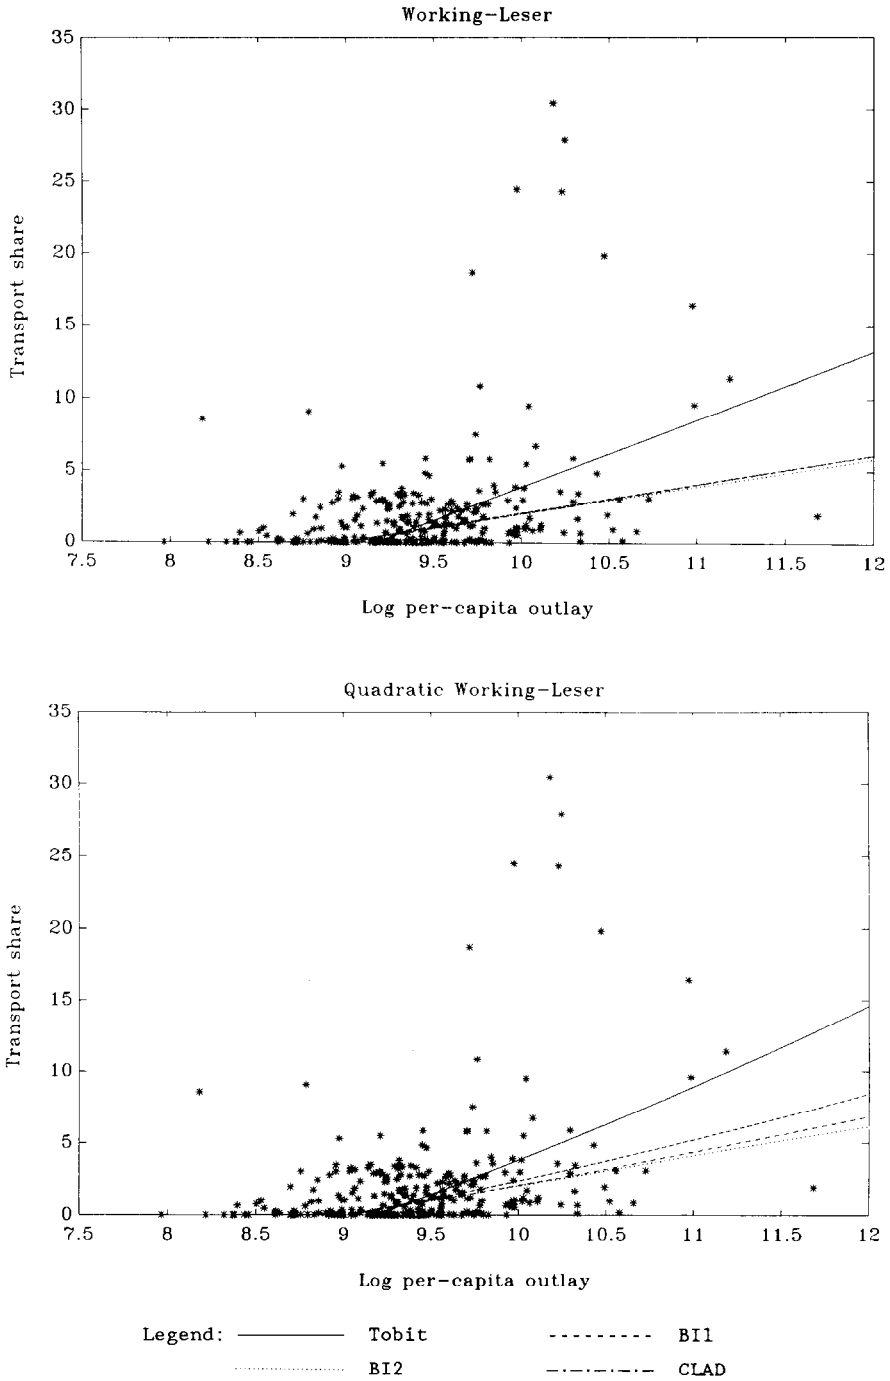 Working-Leser
35
30
25
20
15
10
5
0
Transport share
7.5 8 8.5 9 9.5 10 10.5 11 11.5 12
Log per-capita outlay
Quadratic Working-Leser
35
30
25
20
15
10
5
0
Transport share
7.5 8 8.5 9 9.5 10 10.5 11 11.5 12
Log per-capita outlay
Legend: Tobit BI1
BI2 CLAD